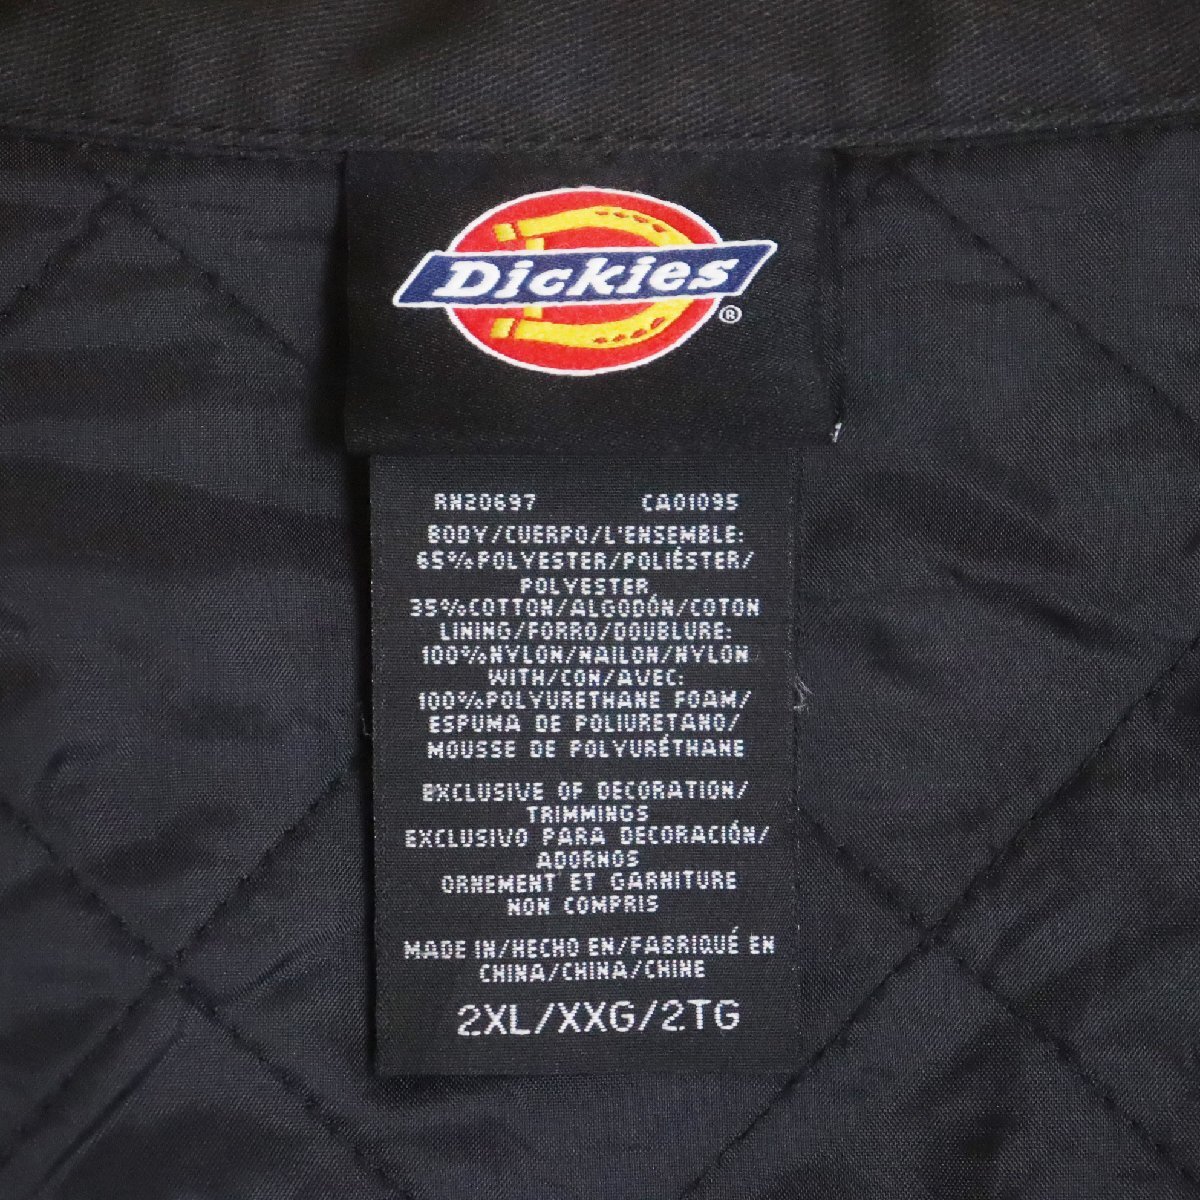 Dickies®
RN20697 CA01095
BODY/CUERPO/L'ENSEMBLE:
65%POLYESTER/POLIÉSTER/
POLYESTER,
35%COTTON/ALGODÓN/COTON
LINING/FORRO/DOUBLURE:
100%NYLON/NAILON/NYLON
WITH/CON/AVEC:
100%POLYURETHANE FOAM/
ESPUMA DE POLIURETANO/
MOUSSE DE POLYURÉTHANE
EXCLUSIVE OF DECORATION/
TRIMMINGS
EXCLUSIVO PARA DECORACIÓN/
ADORNOS
ORNEMENT ET GARNITURE
NON COMPRIS
MADE IN/HECHO EN/FABRIQUÉ EN
CHINA/CHINA/CHINE
2XL/XXG/2TG